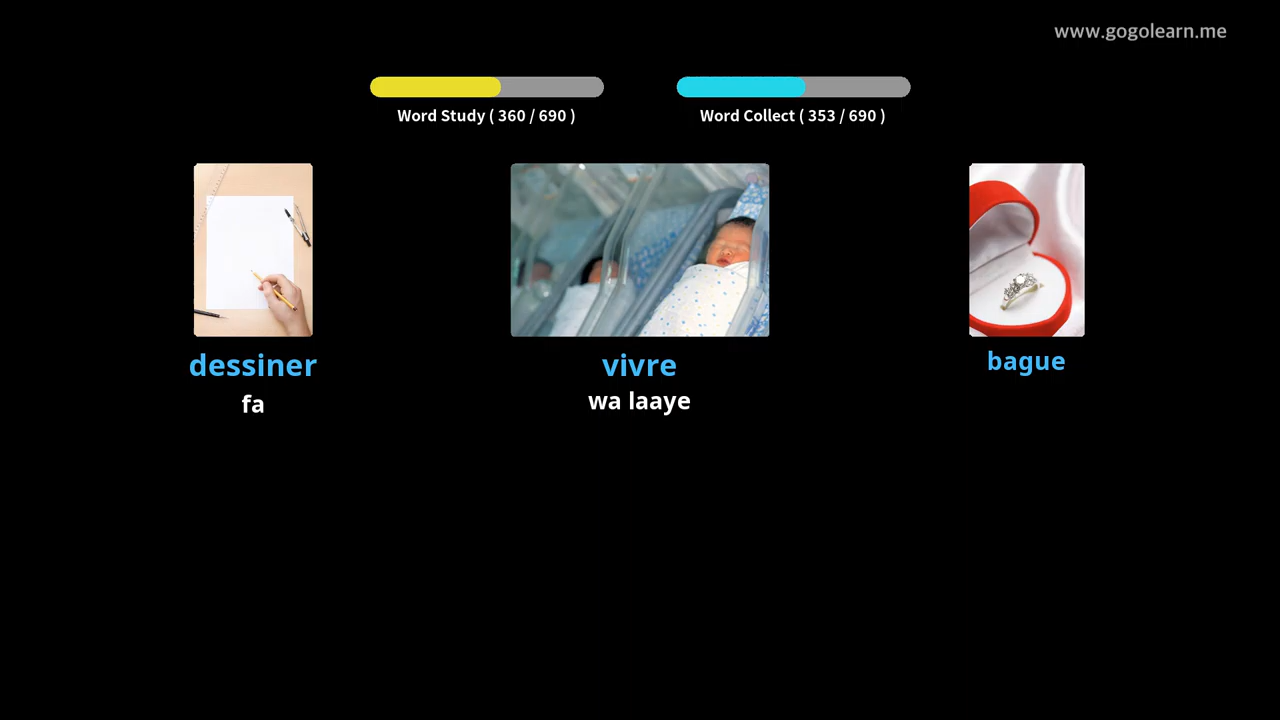 www.gogolearn.me
Word Study ( 360 / 690 )
Word Collect ( 353 / 690 )
dessiner
fa
vivre
wa laaye
bague